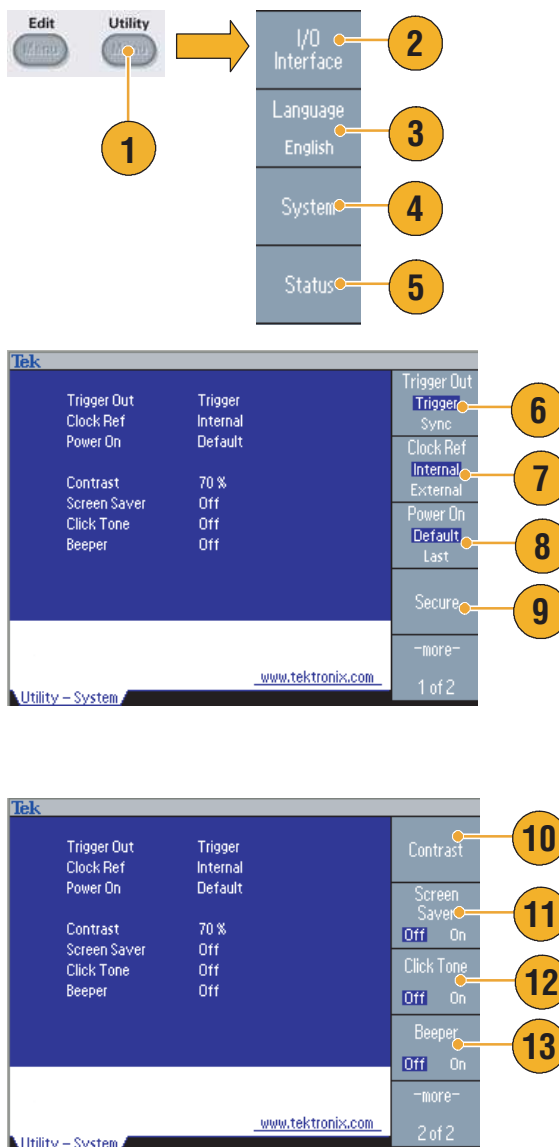 Edit
Utility
Menu
Menu
1
I/O
Interface
2
Language
English
3
System
4
Status
5
Tek
Trigger Out Trigger
Clock Ref Internal
Power On Default
Contrast 70 %
Screen Saver Off
Click Tone Off
Beeper Off
www.tektronix.com
Utility – System
Trigger Out
Trigger
Sync
6
Clock Ref
Internal
External
7
Power On
Default
Last
8
Secure
9
-more-
1 of 2
Tek
Trigger Out Trigger
Clock Ref Internal
Power On Default
Contrast 70 %
Screen Saver Off
Click Tone Off
Beeper Off
www.tektronix.com
Utility – System
Contrast
10
Screen
Saver
Off On
11
Click Tone
Off On
12
Beeper
Off On
13
-more-
2 of 2